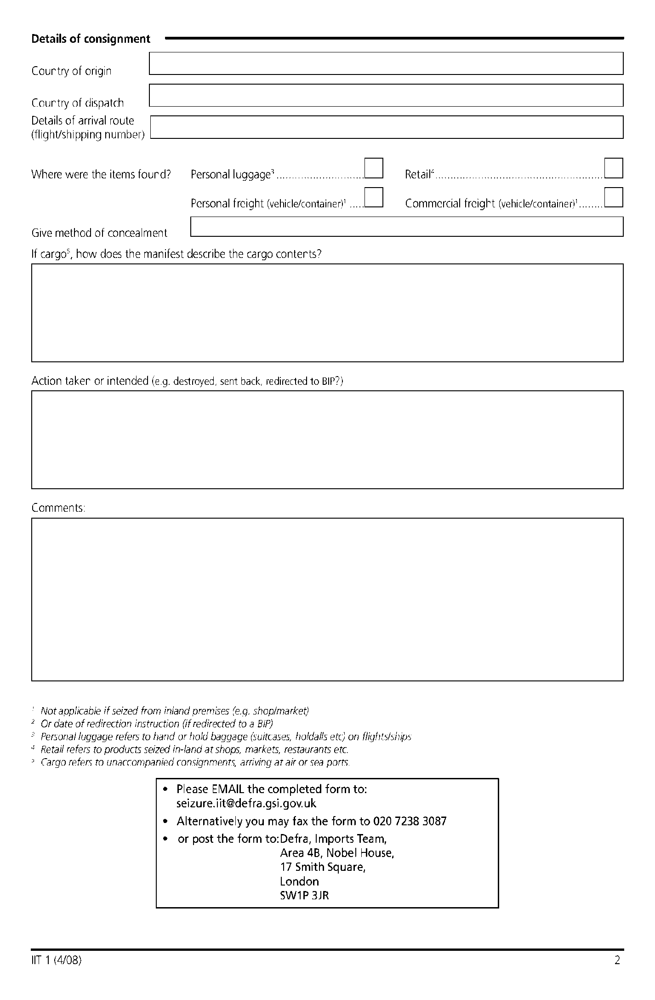 Details of consignment
Country of origin
Country of dispatch
Details of arrival route
(flight/shipping number)
Where were the items found? Personal luggage³ ............................. Retail⁴ .......................................................
Personal freight (vehicle/container)¹ ..... Commercial freight (vehicle/container)¹ ........
Give method of concealment
If cargo⁵, how does the manifest describe the cargo contents?
Action taken or intended (e.g. destroyed, sent back, redirected to BIP?)
Comments:
¹ Not applicable if seized from inland premises (e.g. shop/market)
² Or date of redirection instruction (if redirected to a BIP)
³ Personal luggage refers to hand or hold baggage (suitcases, holdalls etc) on flights/ships
⁴ Retail refers to products seized in-land at shops, markets, restaurants etc.
⁵ Cargo refers to unaccompanied consignments, arriving at air or sea ports.
• Please EMAIL the completed form to:
seizure.iit@defra.gsi.gov.uk
• Alternatively you may fax the form to 020 7238 3087
• or post the form to: Defra, Imports Team,
Area 4B, Nobel House,
17 Smith Square,
London
SW1P 3JR
IIT 1 (4/08) 2